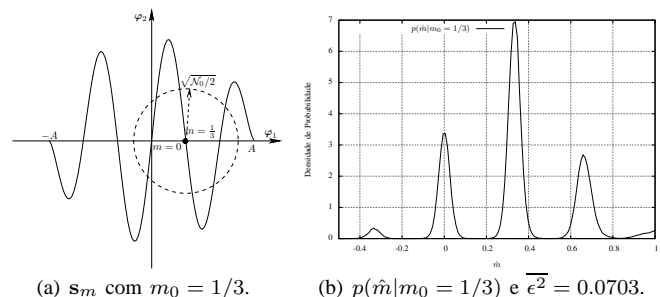 φ₂
√N₀/2
−A
m = 0
m = 1/3
A
φ₁
(a) s_m com m₀ = 1/3.
p(m̂|m₀ = 1/3)
Densidade de Probabilidade
7
6
5
4
3
2
1
0
-0.4 -0.2 0 0.2 0.4 0.6 0.8 1
m̂
(b) p(m̂|m₀ = 1/3) e ϵ²̅ = 0.0703.